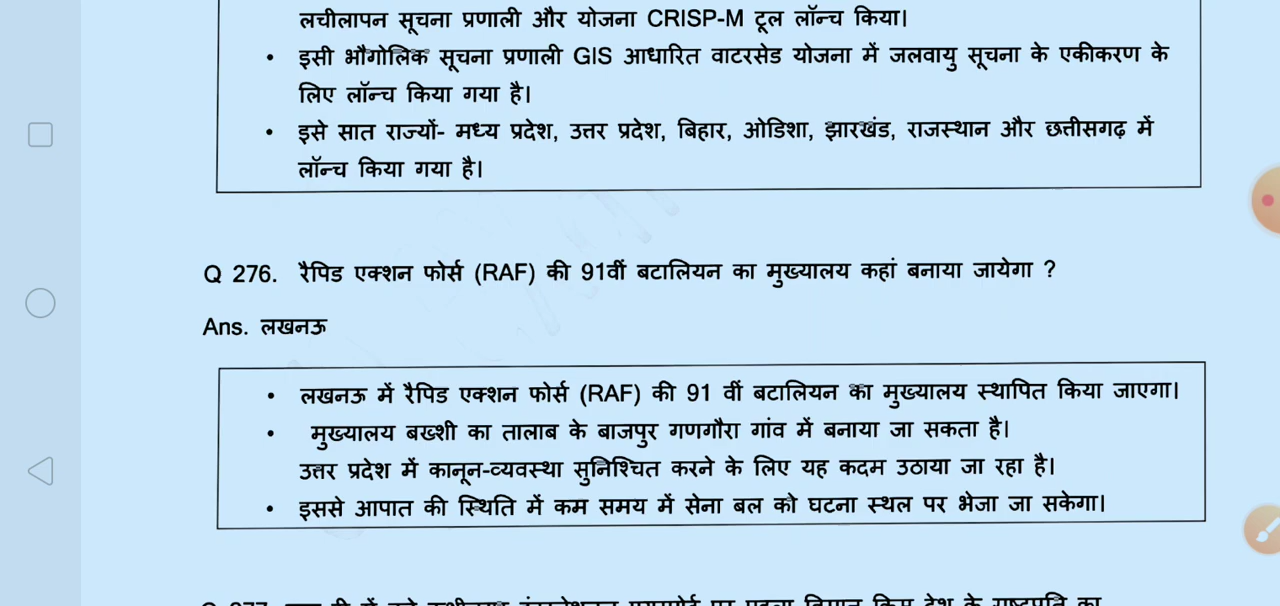 लचीलापन सूचना प्रणाली और योजना CRISP-M टूल लॉन्च किया।
• इसी भौगोलिक सूचना प्रणाली GIS आधारित वाटरसेड योजना में जलवायु सूचना के एकीकरण के
लिए लॉन्च किया गया है।
• इसे सात राज्यों- मध्य प्रदेश, उत्तर प्रदेश, बिहार, ओडिशा, झारखंड, राजस्थान और छत्तीसगढ़ में
लॉन्च किया गया है।
Q 276. रैपिड एक्शन फोर्स (RAF) की 91वीं बटालियन का मुख्यालय कहां बनाया जायेगा ?
Ans. लखनऊ
• लखनऊ में रैपिड एक्शन फोर्स (RAF) की 91 वीं बटालियन का मुख्यालय स्थापित किया जाएगा।
• मुख्यालय बख्शी का तालाब के बाजपुर गणगौरा गांव में बनाया जा सकता है।
उत्तर प्रदेश में कानून-व्यवस्था सुनिश्चित करने के लिए यह कदम उठाया जा रहा है।
• इससे आपात की स्थिति में कम समय में सेना बल को घटना स्थल पर भेजा जा सकेगा।